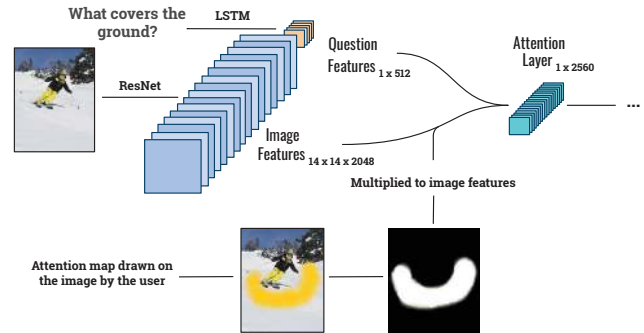 What covers the
ground?
LSTM
ResNet
Question
Features 1 x 512
Attention
Layer 1 x 2560
...
Image
Features 14 x 14 x 2048
Multiplied to image features
Attention map drawn on
the image by the user